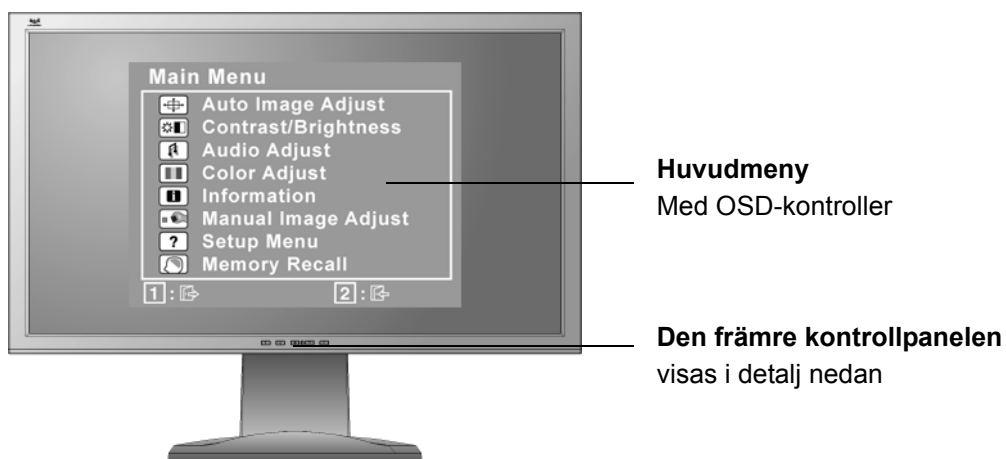 Main Menu
Auto Image Adjust
Contrast/Brightness
Audio Adjust
Color Adjust
Information
Manual Image Adjust
Setup Menu
Memory Recall
1 : 2 :
Huvudmeny
Med OSD-kontroller
Den främre kontrollpanelen
visas i detalj nedan